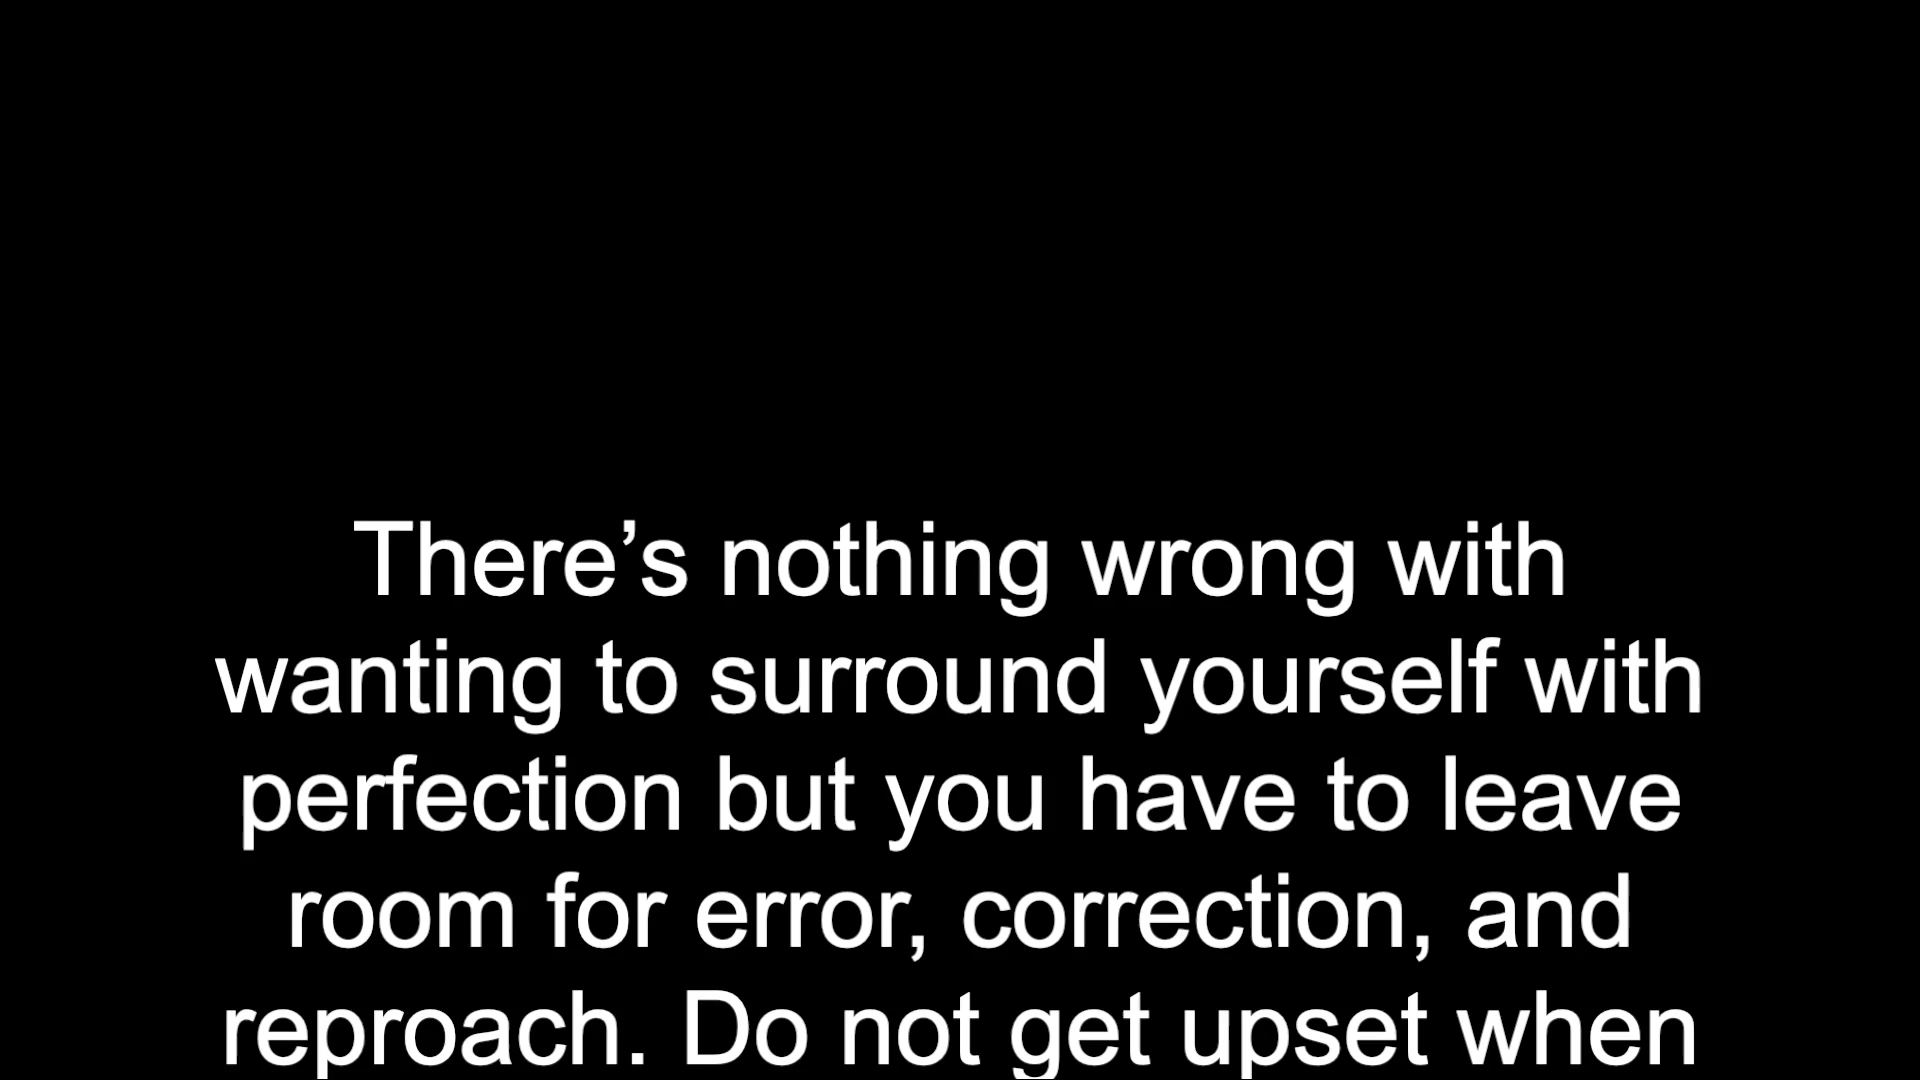 There’s nothing wrong with
wanting to surround yourself with
perfection but you have to leave
room for error, correction, and
reproach. Do not get upset when